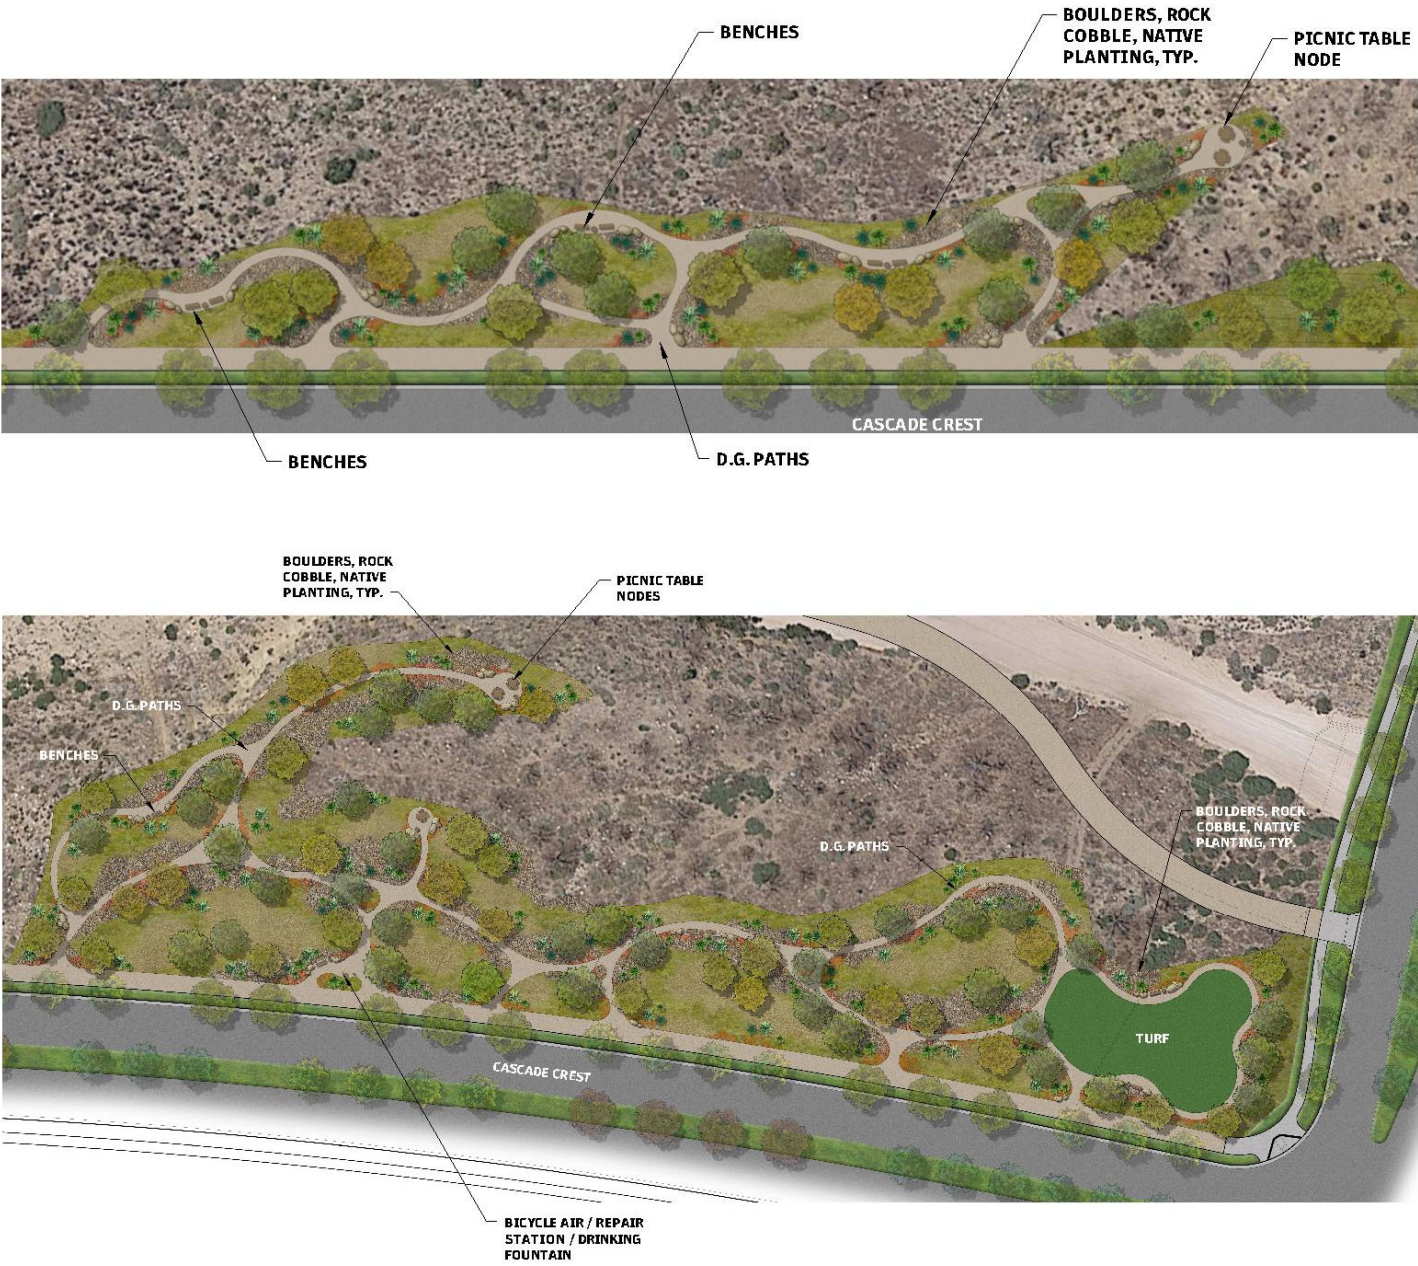 BENCHES
BOULDERS, ROCK
COBBLE, NATIVE
PLANTING, TYP.
PICNIC TABLE
NODE
CASCADE CREST
BENCHES
D.G. PATHS
BOULDERS, ROCK
COBBLE, NATIVE
PLANTING, TYP.
PICNIC TABLE
NODES
D.G. PATHS
BENCHES
BOULDERS, ROCK
COBBLE, NATIVE
PLANTING, TYP.
D.G. PATHS
TURF
CASCADE CREST
BICYCLE AIR / REPAIR
STATION / DRINKING
FOUNTAIN